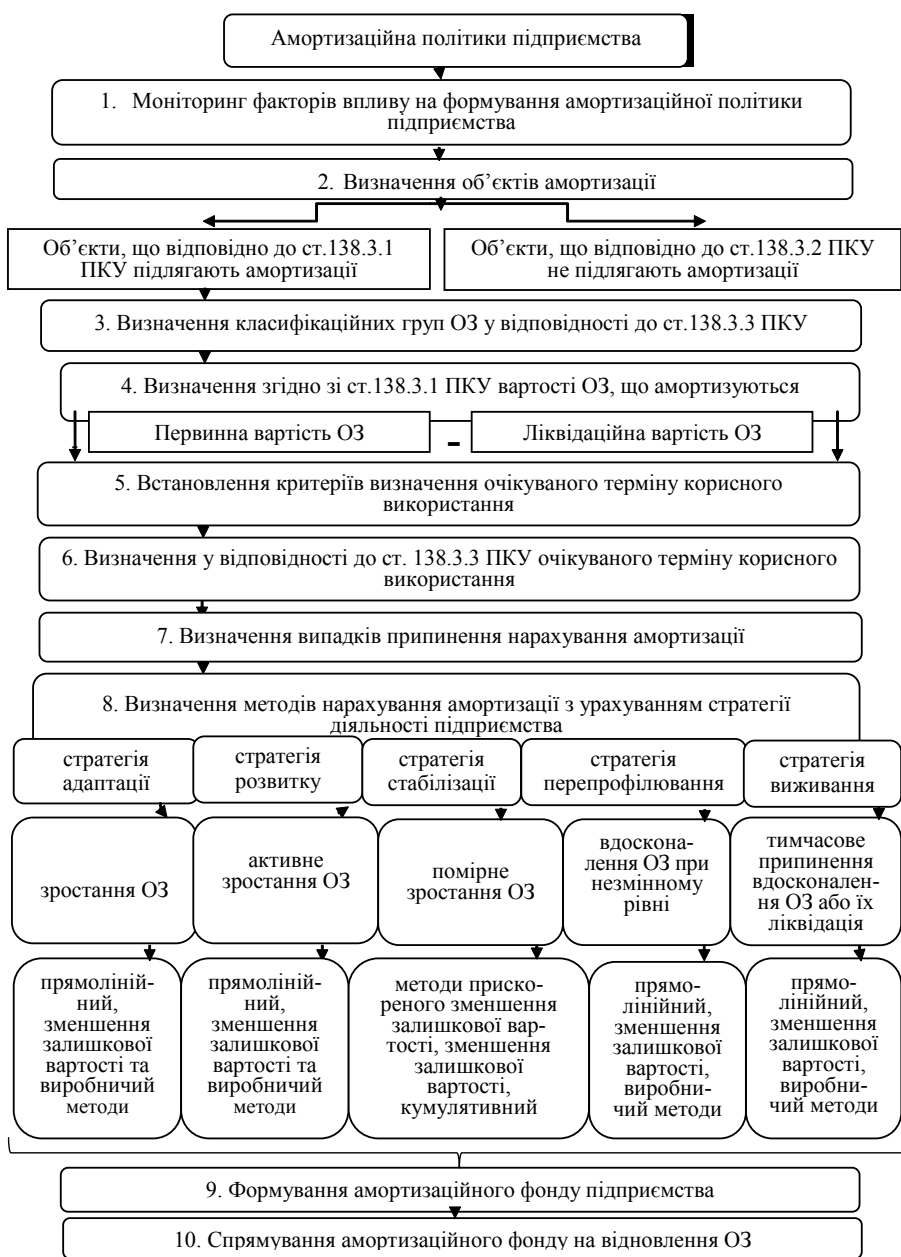 Амортизаційна політики підприємства
1. Моніторинг факторів впливу на формування амортизаційної політики
підприємства
2. Визначення об’єктів амортизації
Об’єкти, що відповідно до ст.138.3.1
ПКУ підлягають амортизації
Об’єкти, що відповідно до ст.138.3.2 ПКУ
не підлягають амортизації
3. Визначення класифікаційних груп ОЗ у відповідності до ст.138.3.3 ПКУ
4. Визначення згідно зі ст.138.3.1 ПКУ вартості ОЗ, що амортизуються
Первинна вартість ОЗ
-
Ліквідаційна вартість ОЗ
5. Встановлення критеріїв визначення очікуваного терміну корисного
використання
6. Визначення у відповідності до ст. 138.3.3 ПКУ очікуваного терміну корисного
використання
7. Визначення випадків припинення нарахування амортизації
8. Визначення методів нарахування амортизації з урахуванням стратегії
діяльності підприємства
стратегія
адаптації
стратегія
розвитку
стратегія
стабілізації
стратегія
перепрофілювання
стратегія
виживання
зростання ОЗ
активне
зростання ОЗ
помірне
зростання ОЗ
вдоскона-
лення ОЗ при
незмінному
рівні
тимчасове
припинення
вдосконален-
ня ОЗ або їх
ліквідація
прямоліній-
ний,
зменшення
залишкової
вартості та
виробничий
методи
прямоліній-
ний,
зменшення
залишкової
вартості та
виробничий
методи
методи приско-
реного зменшення
залишкової вар-
тості, зменшення
залишкової
вартості,
кумулятивний
прямо-
лінійний,
зменшення
залишкової
вартості,
виробни-
чий методи
прямо-
лінійний,
зменшення
залишкової
вартості,
виробни-
чий методи
9. Формування амортизаційного фонду підприємства
10. Спрямування амортизаційного фонду на відновлення ОЗ